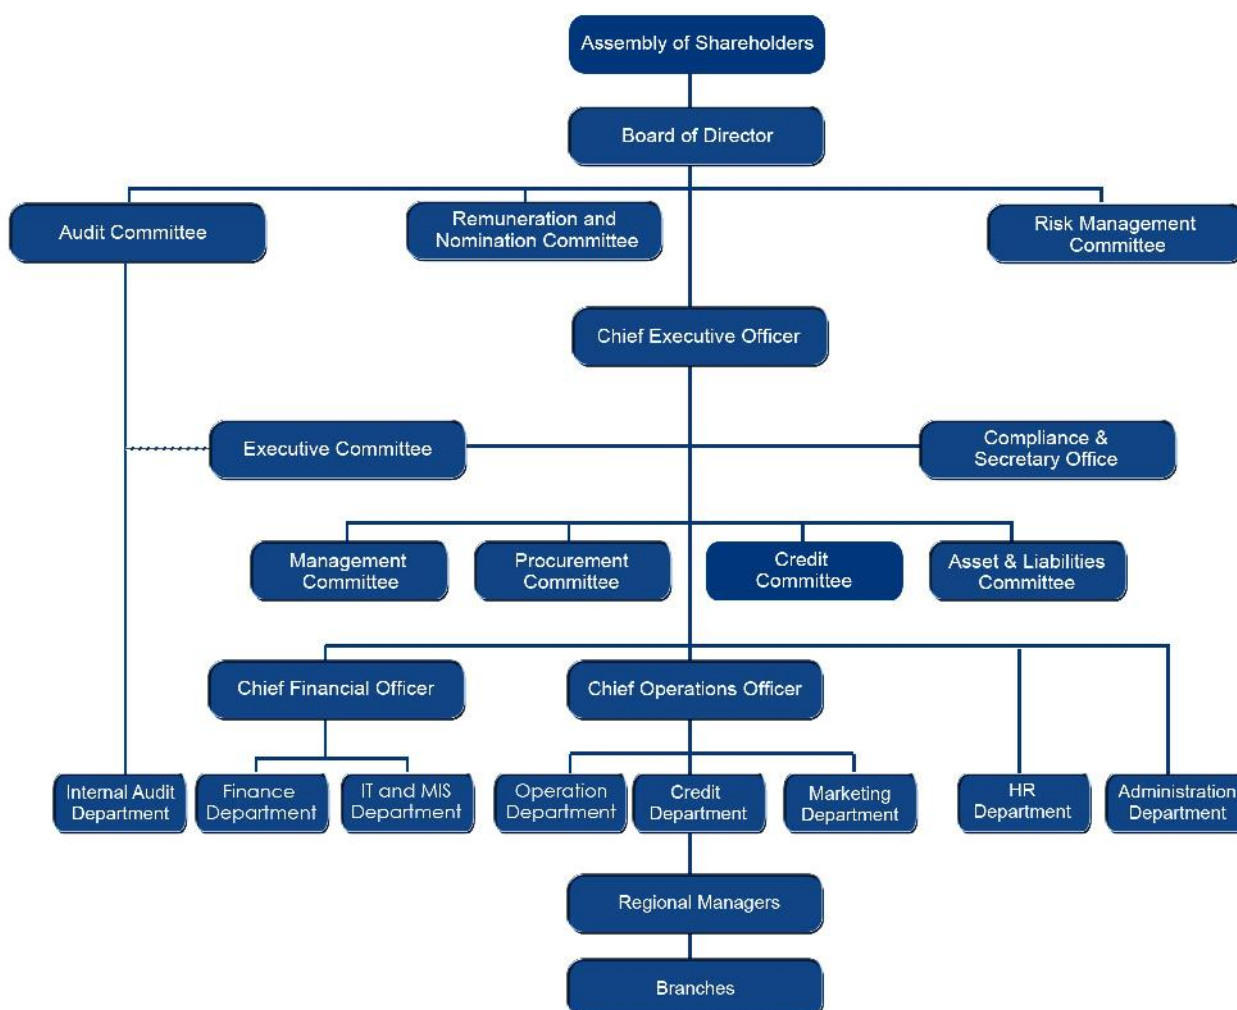 Assembly of Shareholders
Board of Director
Audit Committee
Remuneration and
Nomination Committee
Risk Management
Committee
Chief Executive Officer
Executive Committee
Compliance &
Secretary Office
Management
Committee
Procurement
Committee
Credit
Committee
Asset & Liabilities
Committee
Chief Financial Officer
Chief Operations Officer
Internal Audit
Department
Finance
Department
IT and MIS
Department
Operation
Department
Credit
Department
Marketing
Department
HR
Department
Administration
Department
Regional Managers
Branches